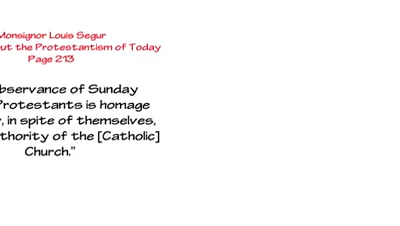 Monsignor Louis Segur
ut the Protestantism of Today
Page 213
bservance of Sunday
Protestants is homage
, in spite of themselves,
thority of the [Catholic]
Church."